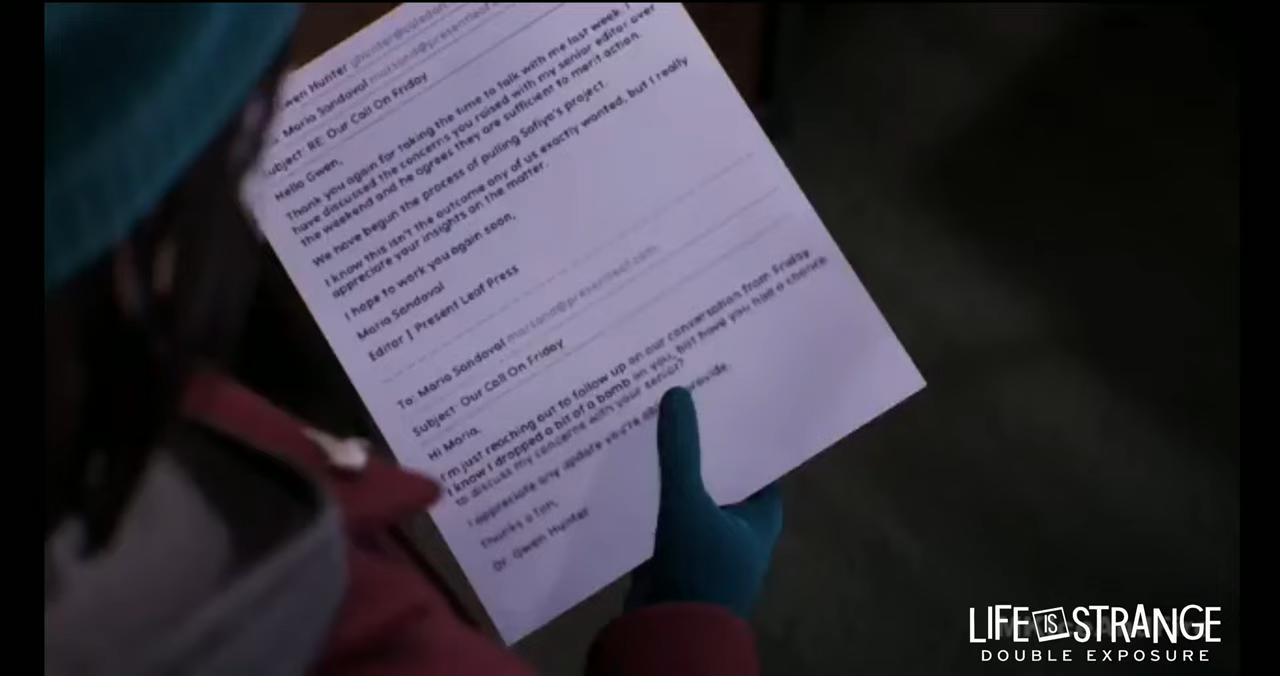 Gwen Hunter ghunter@caledon
Maria Sandoval marsand@presentleaf.c
Subject: RE: Our Call On Friday
Hello Gwen,
Thank you again for taking the time to talk with me last week. I
have discussed the concerns you raised with my senior editor over
the weekend and he agrees they are sufficient to merit action.
We have begun the process of pulling Safiya's project.
I know this isn't the outcome any of us exactly wanted, but I really
appreciate your insights on the matter.
I hope to work you again soon,
Maria Sandoval
Editor | Present Leaf Press
To: Maria Sandoval marsand@presentleaf.com
Subject: Our Call On Friday
Hi Maria,
I'm just reaching out to follow up on our conversation from Friday
I know I dropped a bit of a bomb on you, but have you had a chance
to discuss my concerns with your senior?
I appreciate any update you're provide.
Thanks a ton,
Dr. Gwen Hunter
LIFE IS STRANGE
DOUBLE EXPOSURE